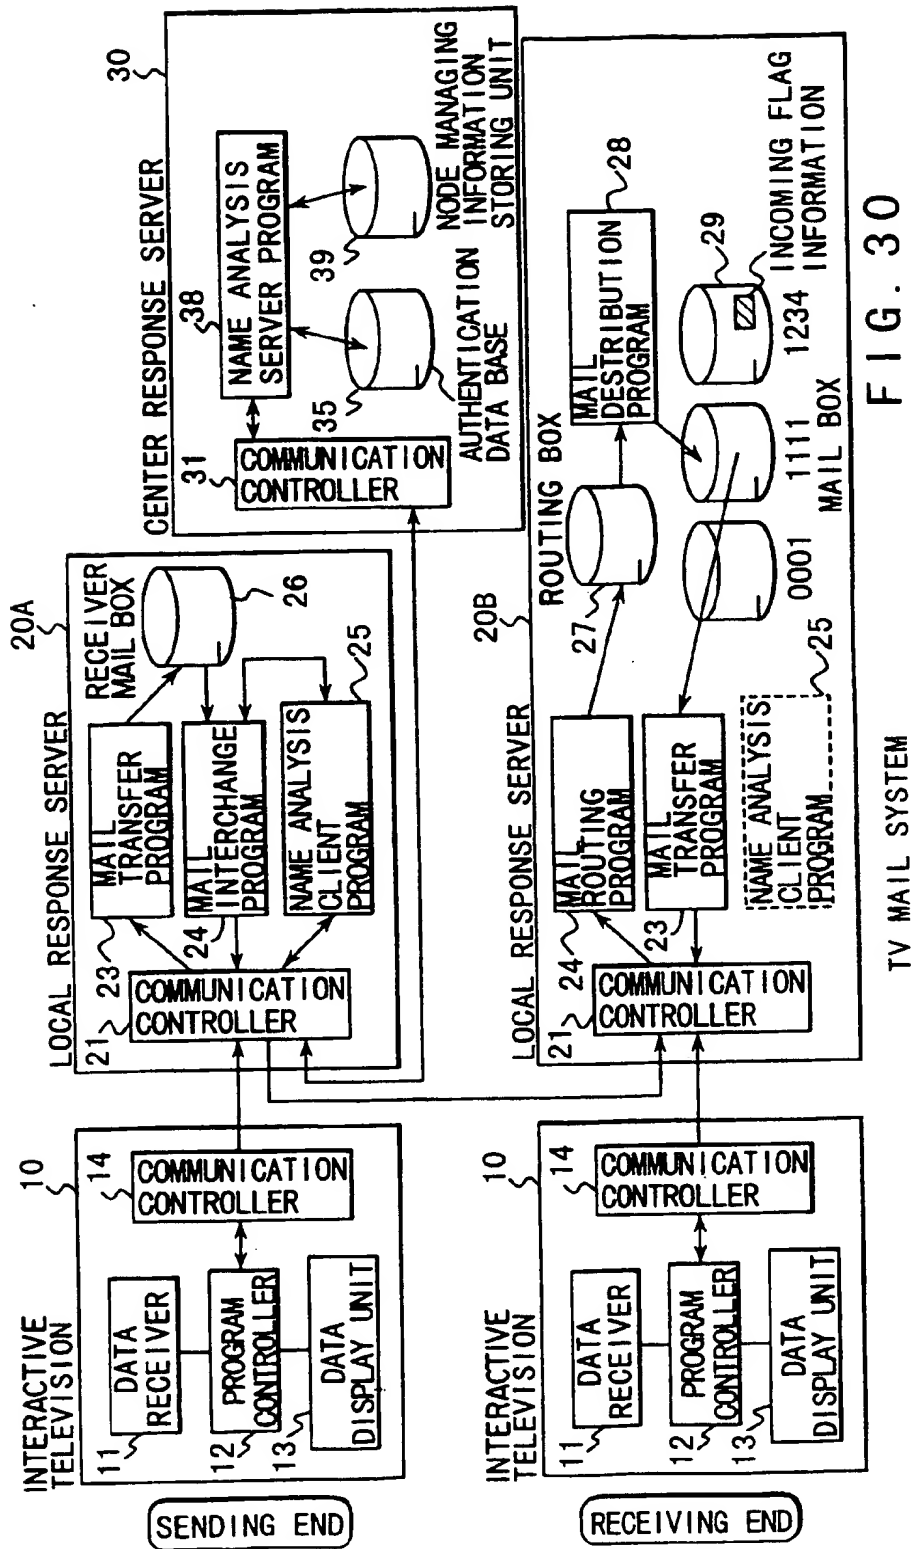 SENDING END
INTERACTIVE
TELEVISION
10
11
DATA
RECEIVER
12
PROGRAM
CONTROLLER
13
DATA
DISPLAY UNIT
14
COMMUNICATION
CONTROLLER
LOCAL RESPONSE SERVER
20A
21
COMMUNICATION
CONTROLLER
23
MAIL
TRANSFER
PROGRAM
RECEIVER
MAIL BOX
26
24
MAIL
INTERCHANGE
PROGRAM
25
NAME ANALYSIS
CLIENT
PROGRAM
CENTER RESPONSE SERVER
30
31
COMMUNICATION
CONTROLLER
38
NAME ANALYSIS
SERVER PROGRAM
35
AUTHENTICATION
DATA BASE
39
NODE MANAGING
INFORMATION
STORING UNIT
RECEIVING END
INTERACTIVE
TELEVISION
10
11
DATA
RECEIVER
12
PROGRAM
CONTROLLER
13
DATA
DISPLAY UNIT
14
COMMUNICATION
CONTROLLER
LOCAL RESPONSE SERVER
20B
21
COMMUNICATION
CONTROLLER
24
MAIL
ROUTING
PROGRAM
23
MAIL
TRANSFER
PROGRAM
NAME ANALYSIS
CLIENT
PROGRAM
25
ROUTING BOX
27
MAIL
DESTRIBUTION
PROGRAM
28
29
0001
1111
1234
MAIL BOX
INCOMING FLAG
INFORMATION
TV MAIL SYSTEM
FIG. 30